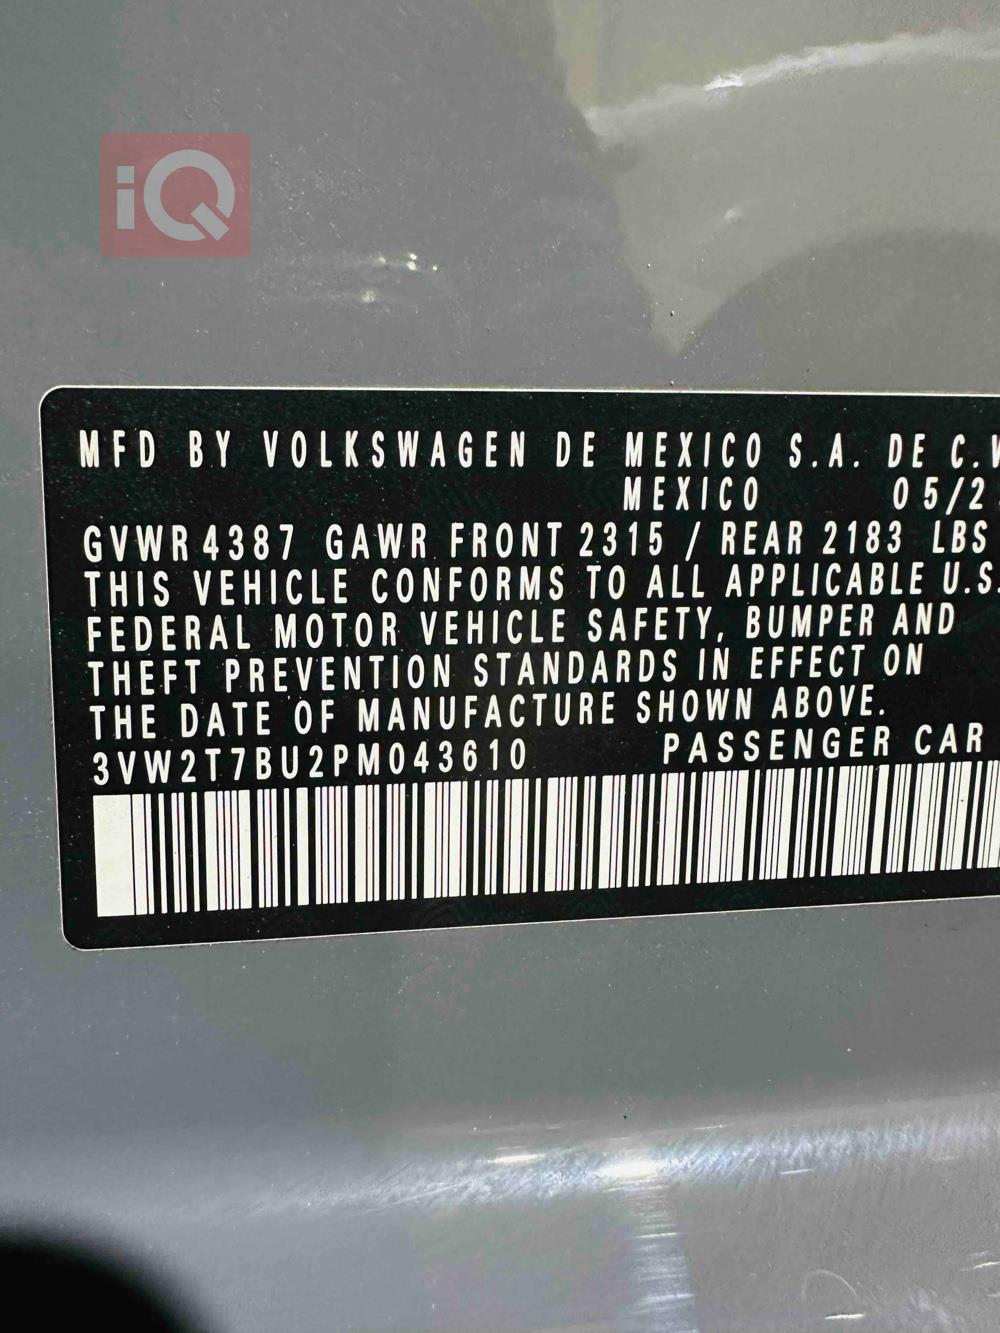 iQ
MFD BY VOLKSWAGEN DE MEXICO S.A. DE C.V
MEXICO 05/2
GVWR 4387 GAWR FRONT 2315 / REAR 2183 LBS
THIS VEHICLE CONFORMS TO ALL APPLICABLE U.S.
FEDERAL MOTOR VEHICLE SAFETY, BUMPER AND
THEFT PREVENTION STANDARDS IN EFFECT ON
THE DATE OF MANUFACTURE SHOWN ABOVE.
3VW2T7BU2PM043610 PASSENGER CAR